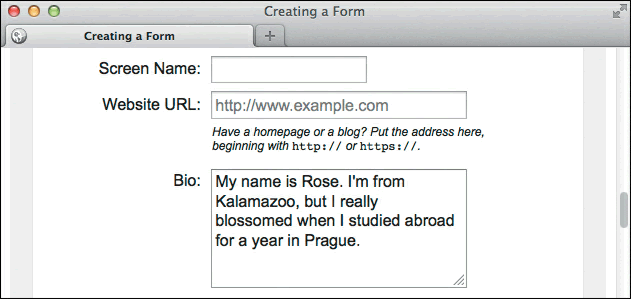 Creating a Form
Creating a Form
Screen Name:
Website URL: http://www.example.com
Have a homepage or a blog? Put the address here,
beginning with http:// or https://.
Bio: My name is Rose. I'm from
Kalamazoo, but I really
blossomed when I studied abroad
for a year in Prague.